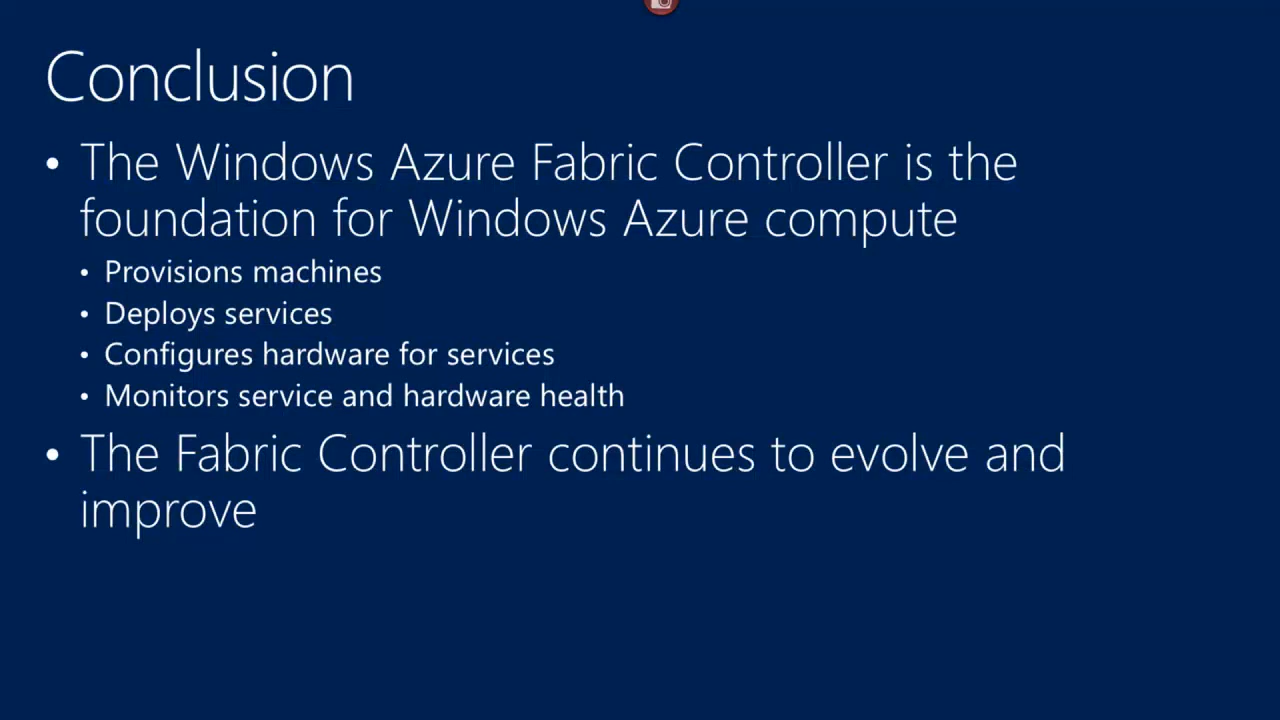 Conclusion
• The Windows Azure Fabric Controller is the
foundation for Windows Azure compute
• Provisions machines
• Deploys services
• Configures hardware for services
• Monitors service and hardware health
• The Fabric Controller continues to evolve and
improve